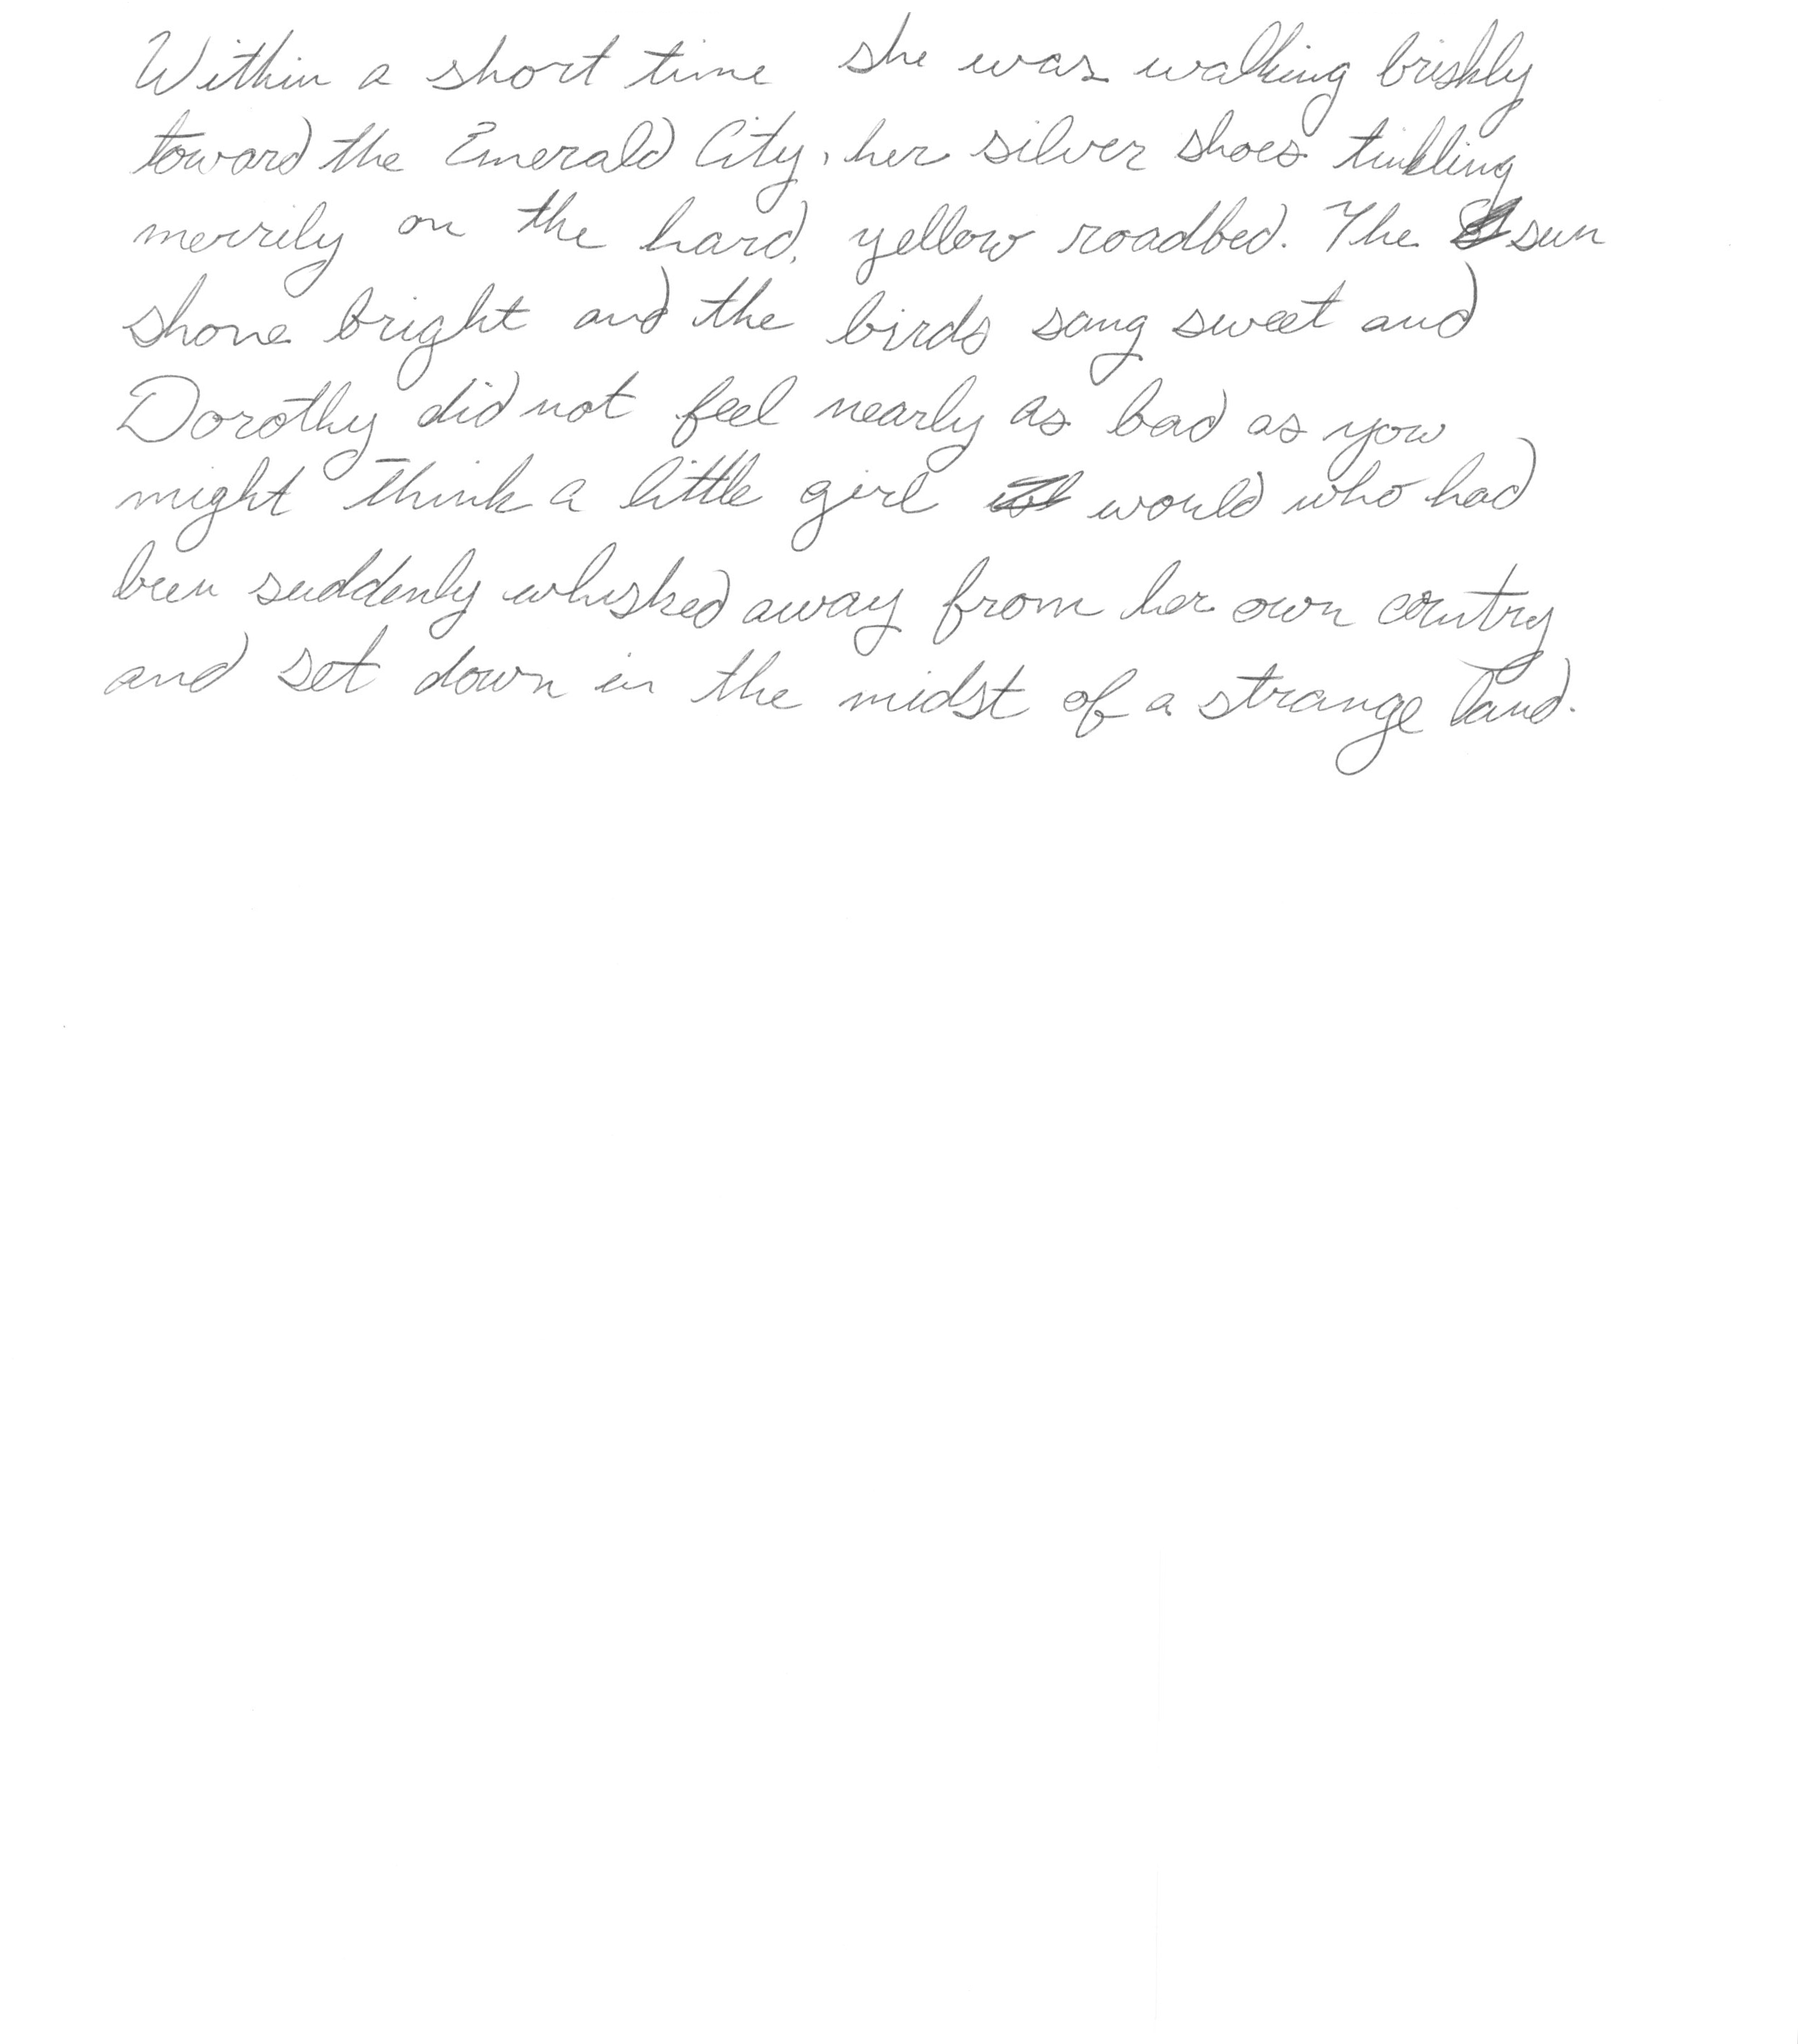 Within a short time she was walking briskly
toward the Emerald City, her silver shoes tinkling
merrily on the hard, yellow roadbed. The sun
shone bright and the birds sang sweet and
Dorothy did not feel nearly as bad as you
might think a little girl would who had
been suddenly whisked away from her own coutry
and set down in the midst of a strange land.